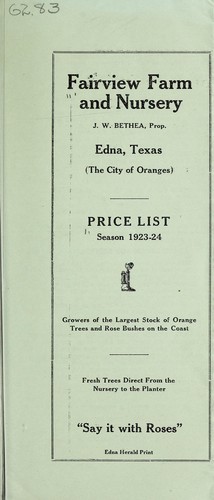 62.83
Fairview Farm
and Nursery
J. W. BETHEA, Prop.
Edna, Texas
(The City of Oranges)
PRICE LIST
Season 1923-24
Growers of the Largest Stock of Orange
Trees and Rose Bushes on the Coast
Fresh Trees Direct From the
Nursery to the Planter
"Say it with Roses"
Edna Herald Print